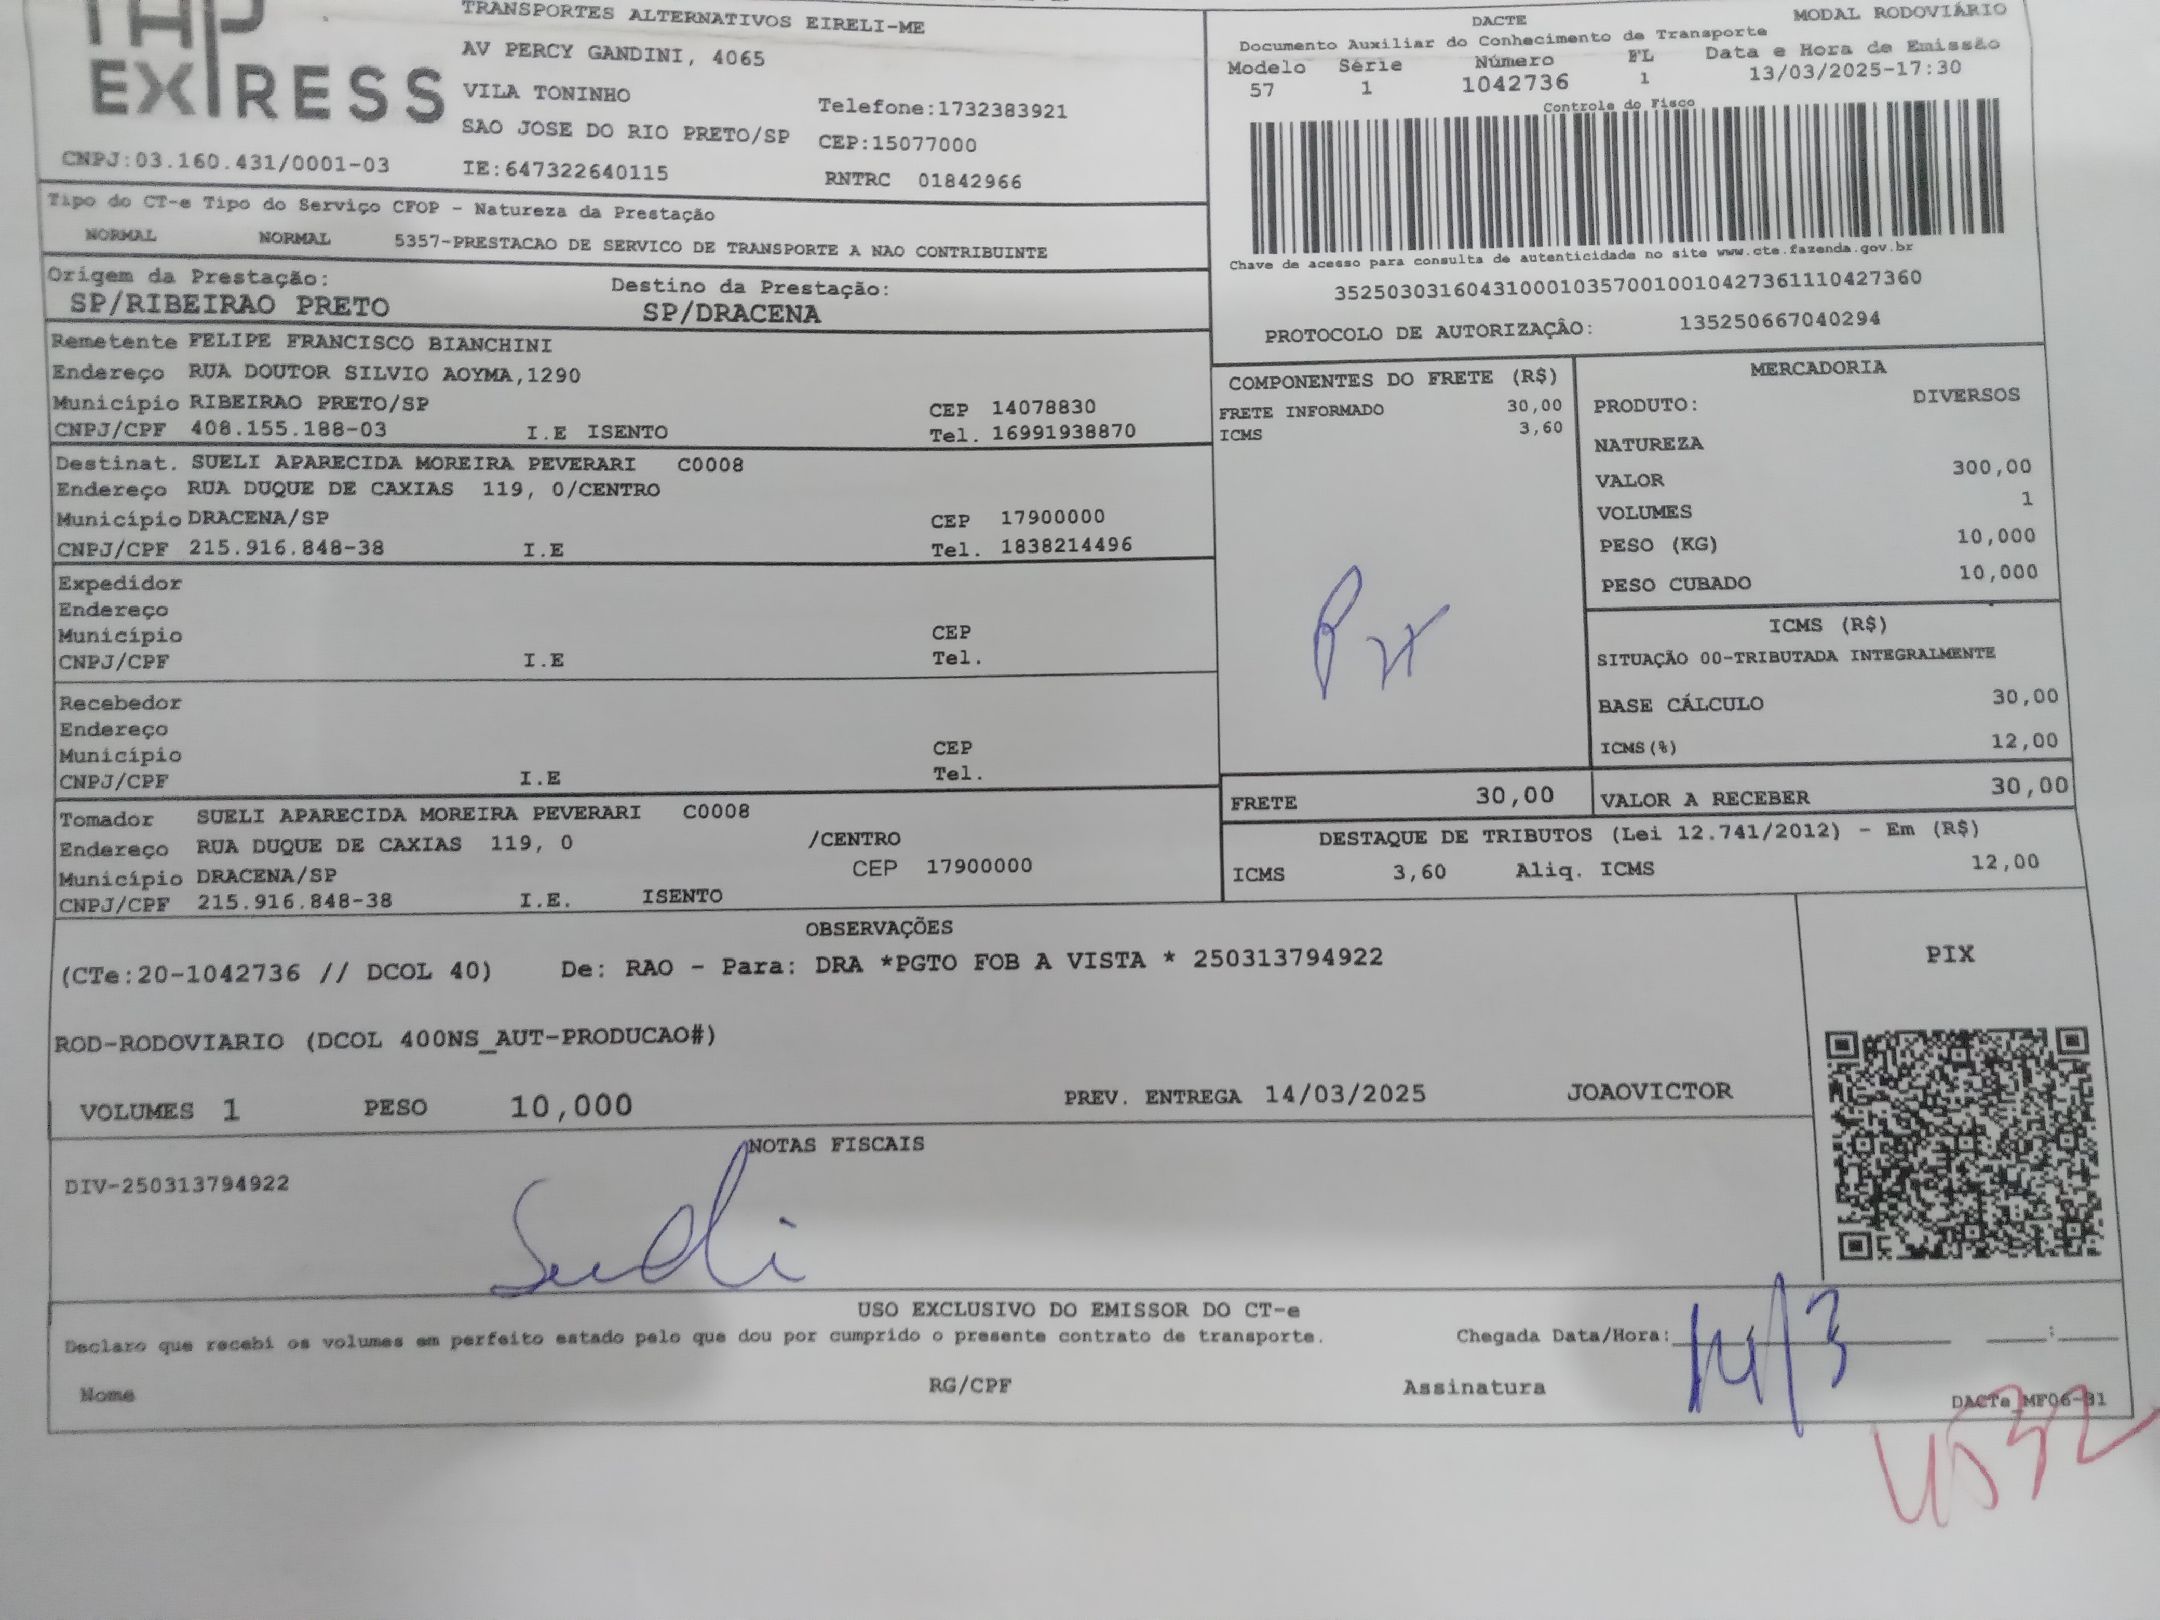 EXPRESS
CNPJ:03.160.431/0001-03
TRANSPORTES ALTERNATIVOS EIRELI-ME
AV PERCY GANDINI, 4065
VILA TONINHO
Telefone:1732383921
SAO JOSE DO RIO PRETO/SP CEP:15077000
IE:647322640115 RNTRC 01842966
DACTE MODAL RODOVIÁRIO
Documento Auxiliar do Conhecimento de Transporte
Modelo Série Número FL Data e Hora de Emissão
57 1 1042736 1 13/03/2025-17:30
Controle do Fisco
Chave de acesso para consulta de autenticidade no site www.cte.fazenda.gov.br
35250303160431000103570010010427361110427360
PROTOCOLO DE AUTORIZAÇÃO: 135250667040294
Tipo do CT-e Tipo do Serviço CFOP - Natureza da Prestação
NORMAL NORMAL 5357-PRESTACAO DE SERVICO DE TRANSPORTE A NAO CONTRIBUINTE
Origem da Prestação: Destino da Prestação:
SP/RIBEIRAO PRETO SP/DRACENA
Remetente FELIPE FRANCISCO BIANCHINI
Endereço RUA DOUTOR SILVIO AOYMA,1290
Município RIBEIRAO PRETO/SP CEP 14078830
CNPJ/CPF 408.155.188-03 I.E ISENTO Tel. 16991938870
Destinat. SUELI APARECIDA MOREIRA PEVERARI C0008
Endereço RUA DUQUE DE CAXIAS 119, 0/CENTRO
Município DRACENA/SP CEP 17900000
CNPJ/CPF 215.916.848-38 I.E Tel. 1838214496
Expedidor
Endereço
Município CEP
CNPJ/CPF I.E Tel.
Recebedor
Endereço
Município CEP
CNPJ/CPF I.E Tel.
Tomador SUELI APARECIDA MOREIRA PEVERARI C0008
Endereço RUA DUQUE DE CAXIAS 119, 0 /CENTRO
Município DRACENA/SP CEP 17900000
CNPJ/CPF 215.916.848-38 I.E. ISENTO
COMPONENTES DO FRETE (R$)
FRETE INFORMADO 30,00
ICMS 3,60
MERCADORIA
PRODUTO: DIVERSOS
NATUREZA
VALOR 300,00
VOLUMES 1
PESO (KG) 10,000
PESO CUBADO 10,000
ICMS (R$)
SITUAÇÃO 00-TRIBUTADA INTEGRALMENTE
BASE CÁLCULO 30,00
ICMS(%) 12,00
FRETE 30,00 VALOR A RECEBER 30,00
DESTAQUE DE TRIBUTOS (Lei 12.741/2012) - Em (R$)
ICMS 3,60 Aliq. ICMS 12,00
OBSERVAÇÕES
(CTe:20-1042736 // DCOL 40) De: RAO - Para: DRA *PGTO FOB A VISTA * 250313794922
ROD-RODOVIARIO (DCOL 400NS_AUT-PRODUCAO#)
VOLUMES 1 PESO 10,000 PREV. ENTREGA 14/03/2025 JOAOVICTOR
PIX
NOTAS FISCAIS
DIV-250313794922
Sueli
USO EXCLUSIVO DO EMISSOR DO CT-e
Declaro que recebi os volumes em perfeito estado pelo que dou por cumprido o presente contrato de transporte. Chegada Data/Hora: 14/3 :
Nome RG/CPF Assinatura
DACTe MF06-31